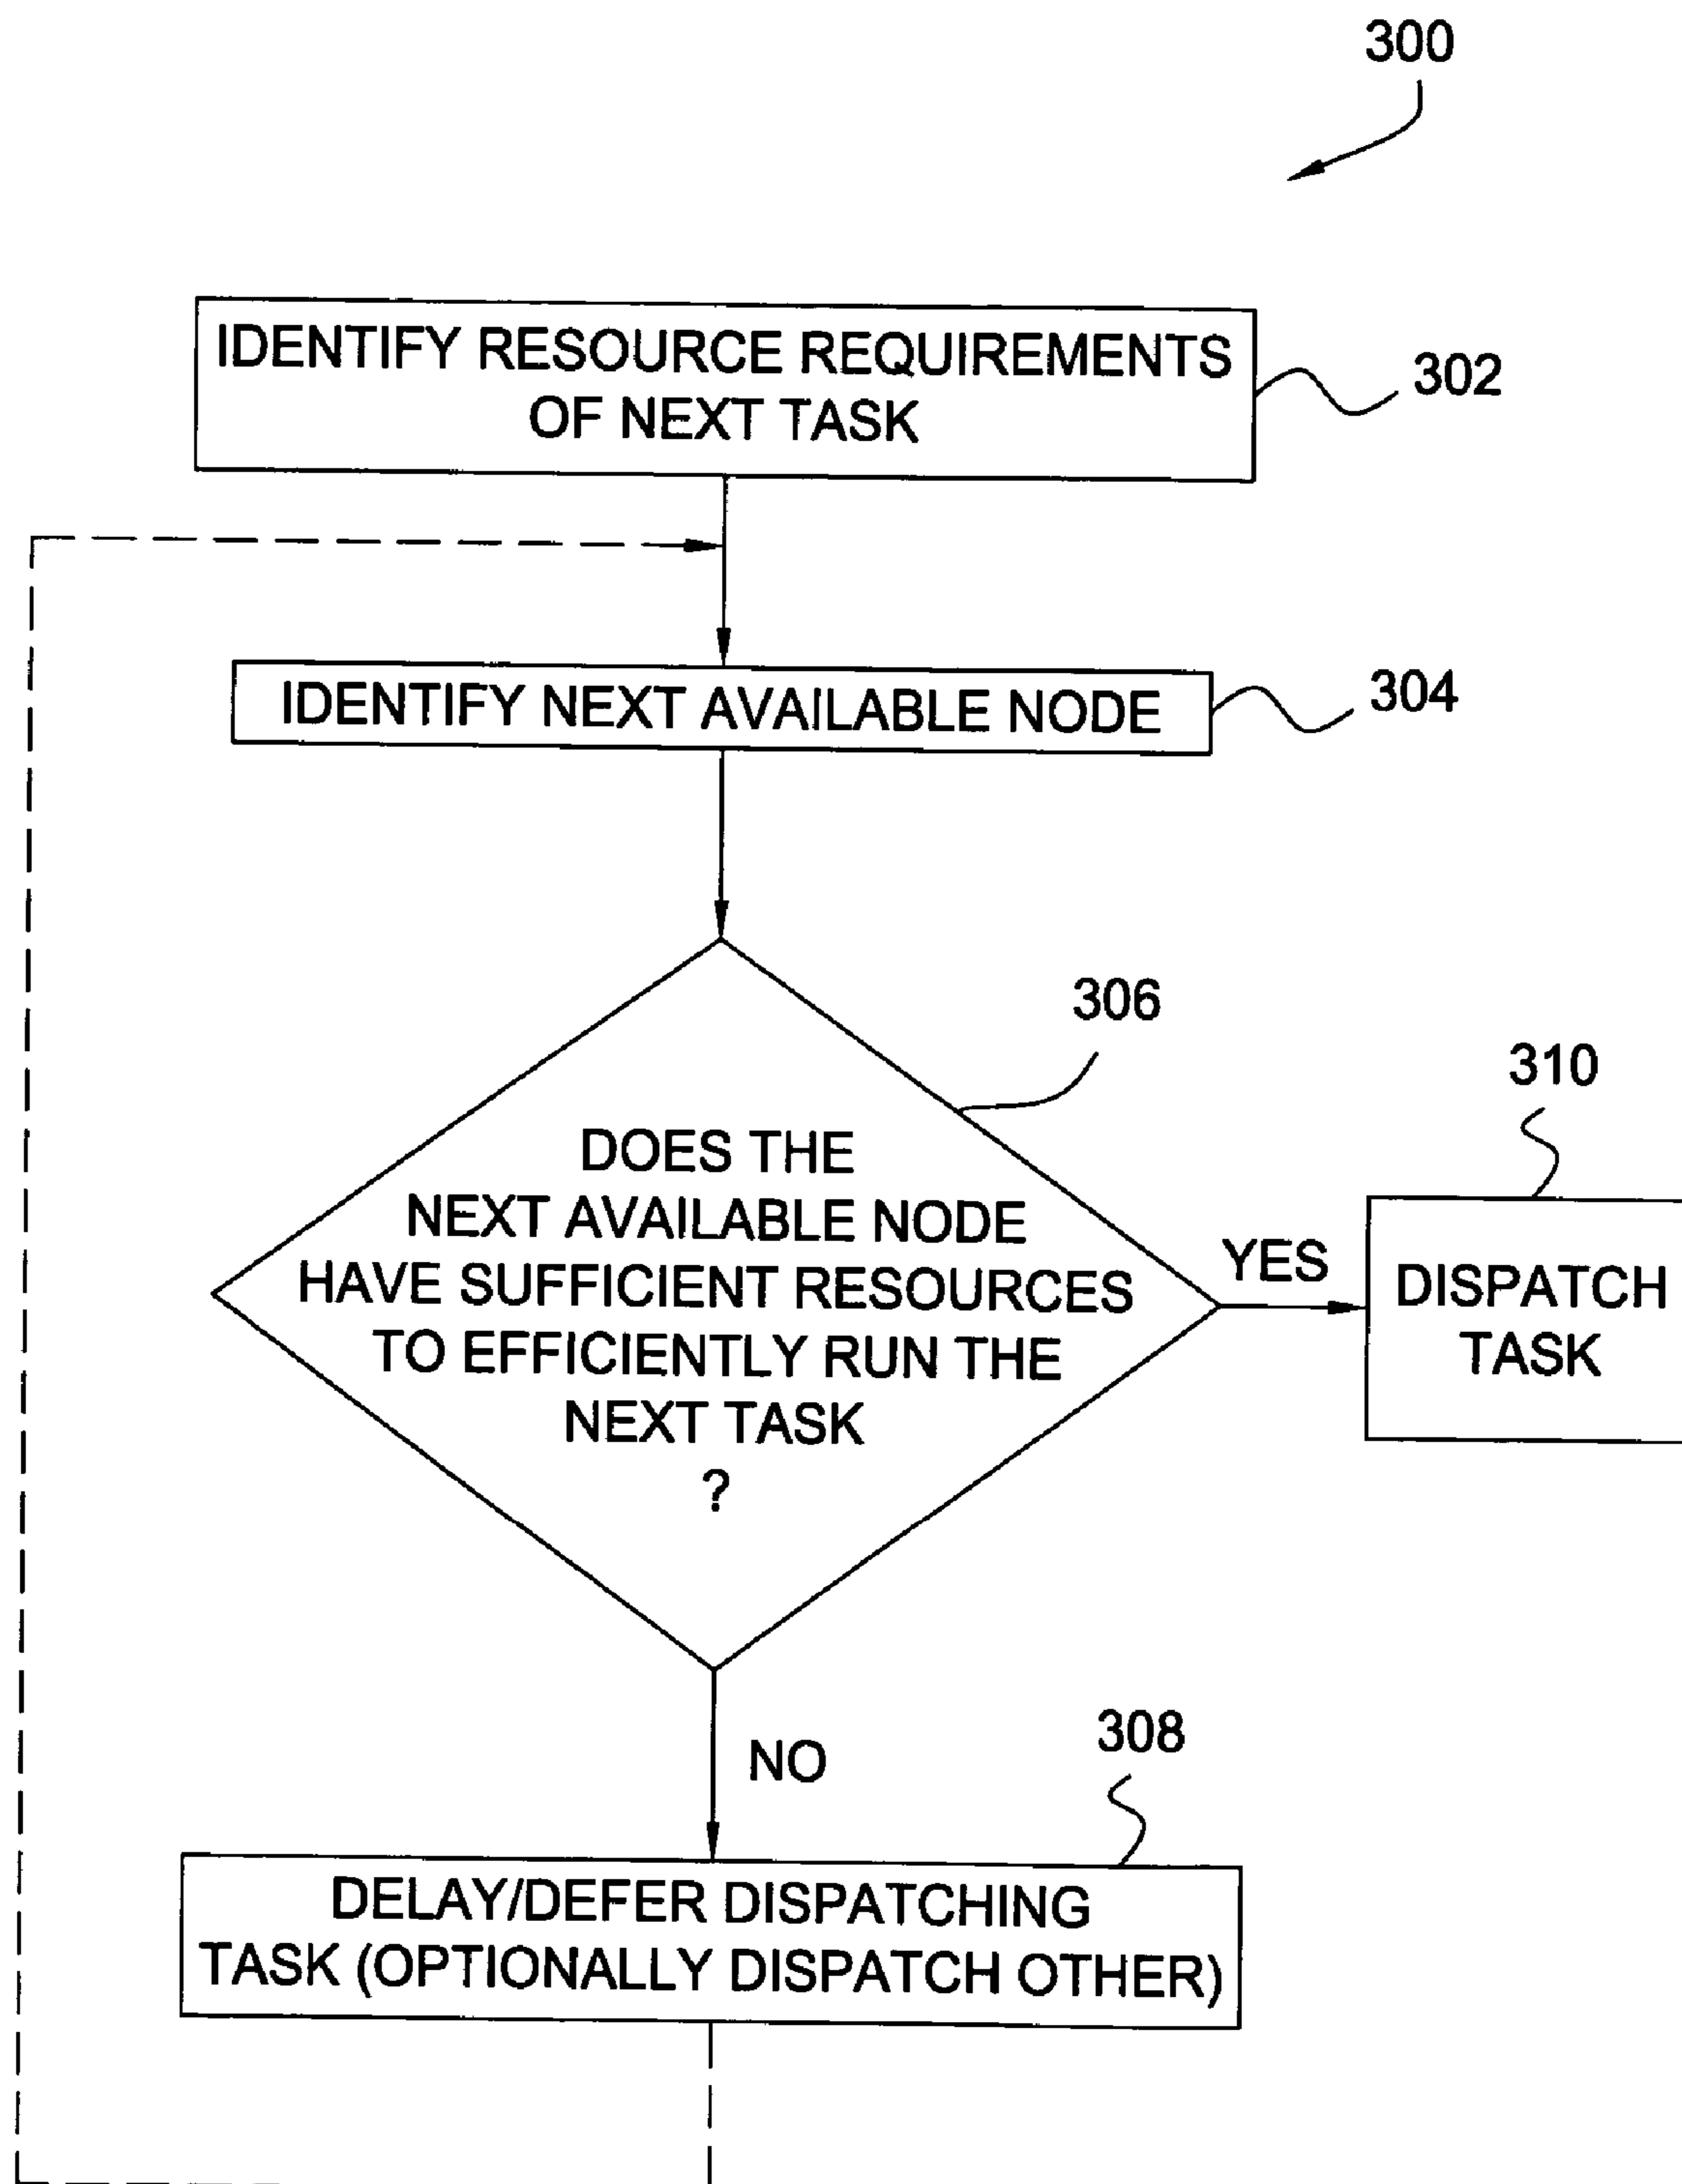 300
IDENTIFY RESOURCE REQUIREMENTS
OF NEXT TASK
302
IDENTIFY NEXT AVAILABLE NODE
304
306
DOES THE
NEXT AVAILABLE NODE
HAVE SUFFICIENT RESOURCES
TO EFFICIENTLY RUN THE
NEXT TASK
?
YES
310
DISPATCH
TASK
NO
308
DELAY/DEFER DISPATCHING
TASK (OPTIONALLY DISPATCH OTHER)